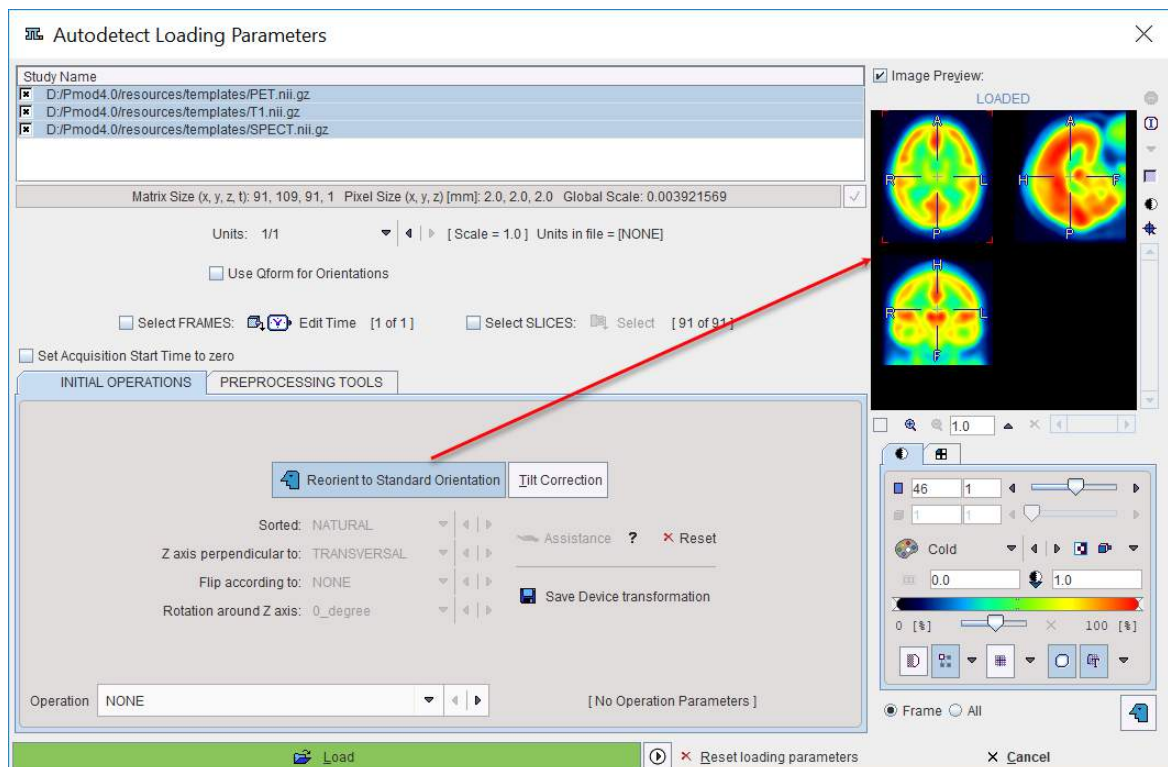 Autodetect Loading Parameters
Study Name
D:/Pmod4.0/resources/templates/PET.nii.gz
D:/Pmod4.0/resources/templates/T1.nii.gz
D:/Pmod4.0/resources/templates/SPECT.nii.gz
Matrix Size (x, y, z, t): 91, 109, 91, 1 Pixel Size (x, y, z) [mm]: 2.0, 2.0, 2.0 Global Scale: 0.003921569
Units: 1/1 [ Scale = 1.0 ] Units in file = [NONE]
Use Qform for Orientations
Select FRAMES: Edit Time [1 of 1 ] Select SLICES: Select [ 91 of 91 ]
Set Acquisition Start Time to zero
INITIAL OPERATIONS PREPROCESSING TOOLS
Reorient to Standard Orientation Tilt Correction
Sorted: NATURAL
Z axis perpendicular to: TRANSVERSAL
Flip according to: NONE
Rotation around Z axis: 0_degree
Assistance ? Reset
Save Device transformation
Operation NONE [ No Operation Parameters ]
Load Reset loading parameters Cancel
Image Preview:
LOADED
A A
R L H F
P P
H
R L
F
1.0
46 1
1 1
Cold
0.0 1.0
0 [%] 100 [%]
Frame All